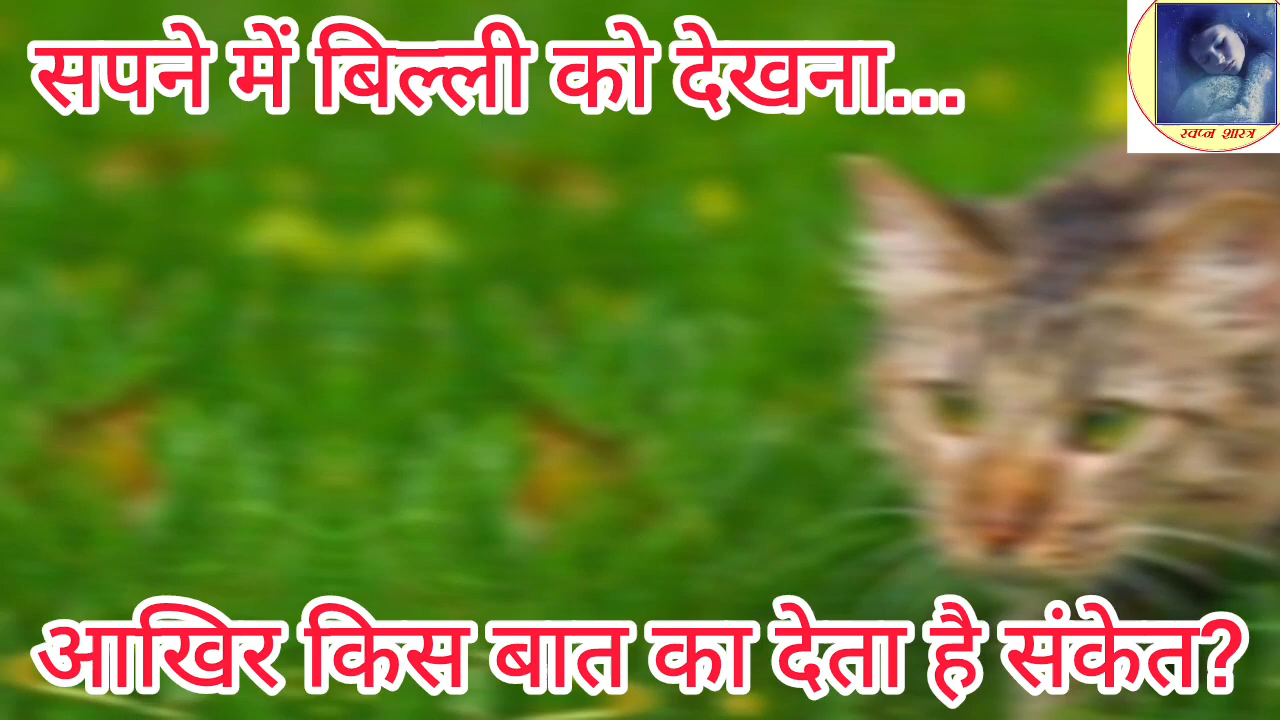 सपने में बिल्ली को देखना...
स्वप्न शास्त्र
आखिर किस बात का देता है संकेत?